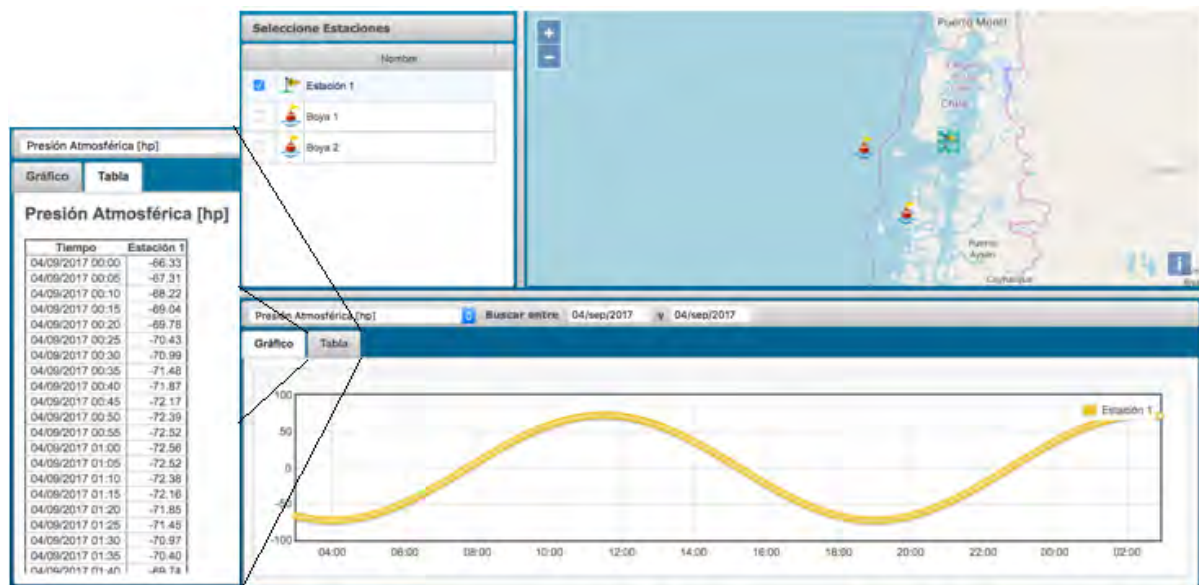 Seleccione Estaciones
Nombre
Estación 1
Boya 1
Boya 2
Puerto Montt
Chiloé
Puerto
Aysén
Coyhaique
i
Presión Atmosférica [hp]
Gráfico Tabla
Presión Atmosférica [hp]
Tiempo Estación 1
04/09/2017 00:00 -66.33
04/09/2017 00:05 -67.31
04/09/2017 00:10 -68.22
04/09/2017 00:15 -69.04
04/09/2017 00:20 -69.78
04/09/2017 00:25 -70.43
04/09/2017 00:30 -70.99
04/09/2017 00:35 -71.48
04/09/2017 00:40 -71.87
04/09/2017 00:45 -72.17
04/09/2017 00:50 -72.39
04/09/2017 00:55 -72.52
04/09/2017 01:00 -72.56
04/09/2017 01:05 -72.52
04/09/2017 01:10 -72.38
04/09/2017 01:15 -72.16
04/09/2017 01:20 -71.85
04/09/2017 01:25 -71.45
04/09/2017 01:30 -70.97
04/09/2017 01:35 -70.40
04/09/2017 01:40 -69.74
Presión Atmosférica [hp] Buscar entre 04/sep/2017 y 04/sep/2017
Gráfico Tabla
100
50
0
-50
-100
Estación 1
04:00 06:00 08:00 10:00 12:00 14:00 16:00 18:00 20:00 22:00 00:00 02:00